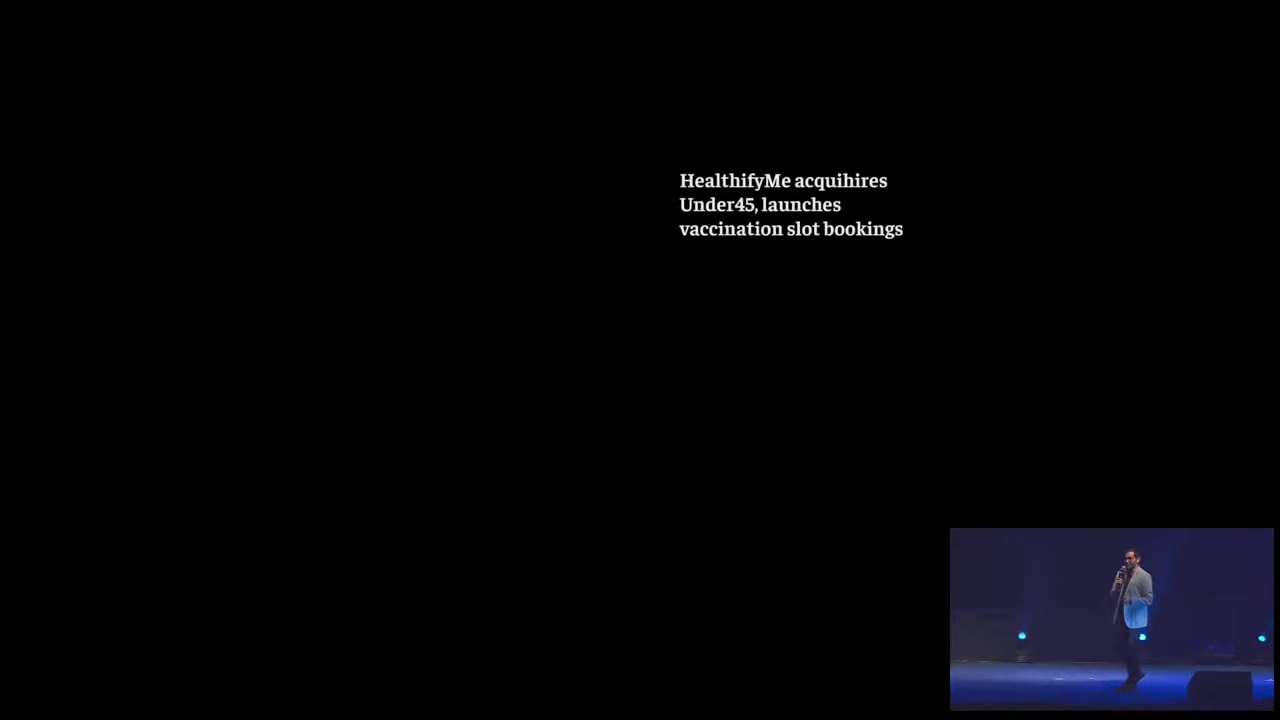 HealthifyMe acquihires
Under45, launches
vaccination slot bookings